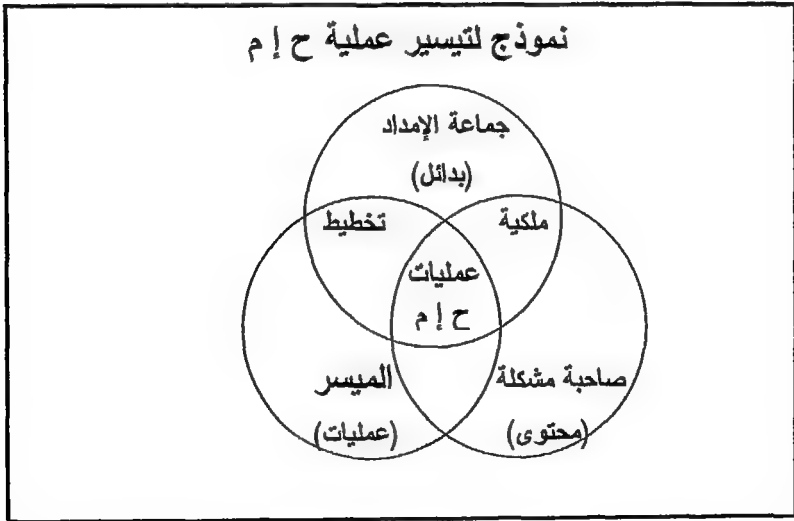 نموذج لتيسير عملية ح إ م
جماعة الإمداد
(بدائل)
ملكية
تخطيط
عمليات
ح إ م
صاحبة مشكلة
(محتوى)
الميسر
(عمليات)